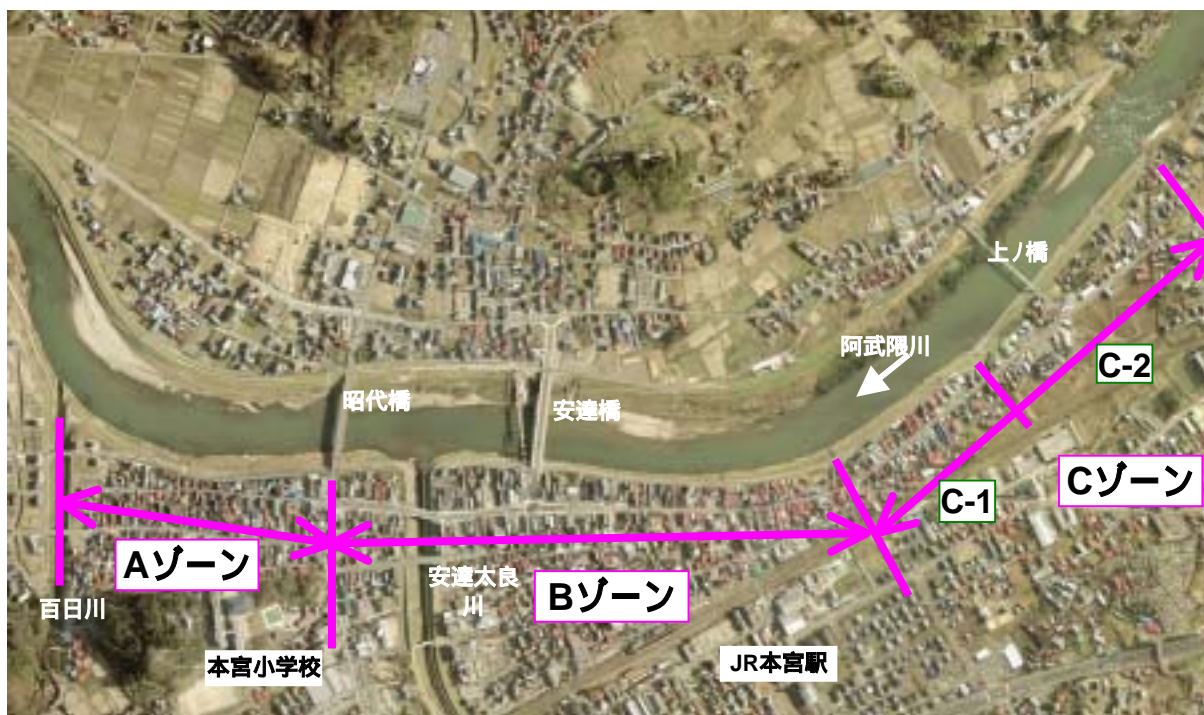 上ノ橋
阿武隈川
C-2
昭代橋
安達橋
Cゾーン
C-1
Aゾーン
安達太良
川
Bゾーン
百日川
本宮小学校
JR本宮駅